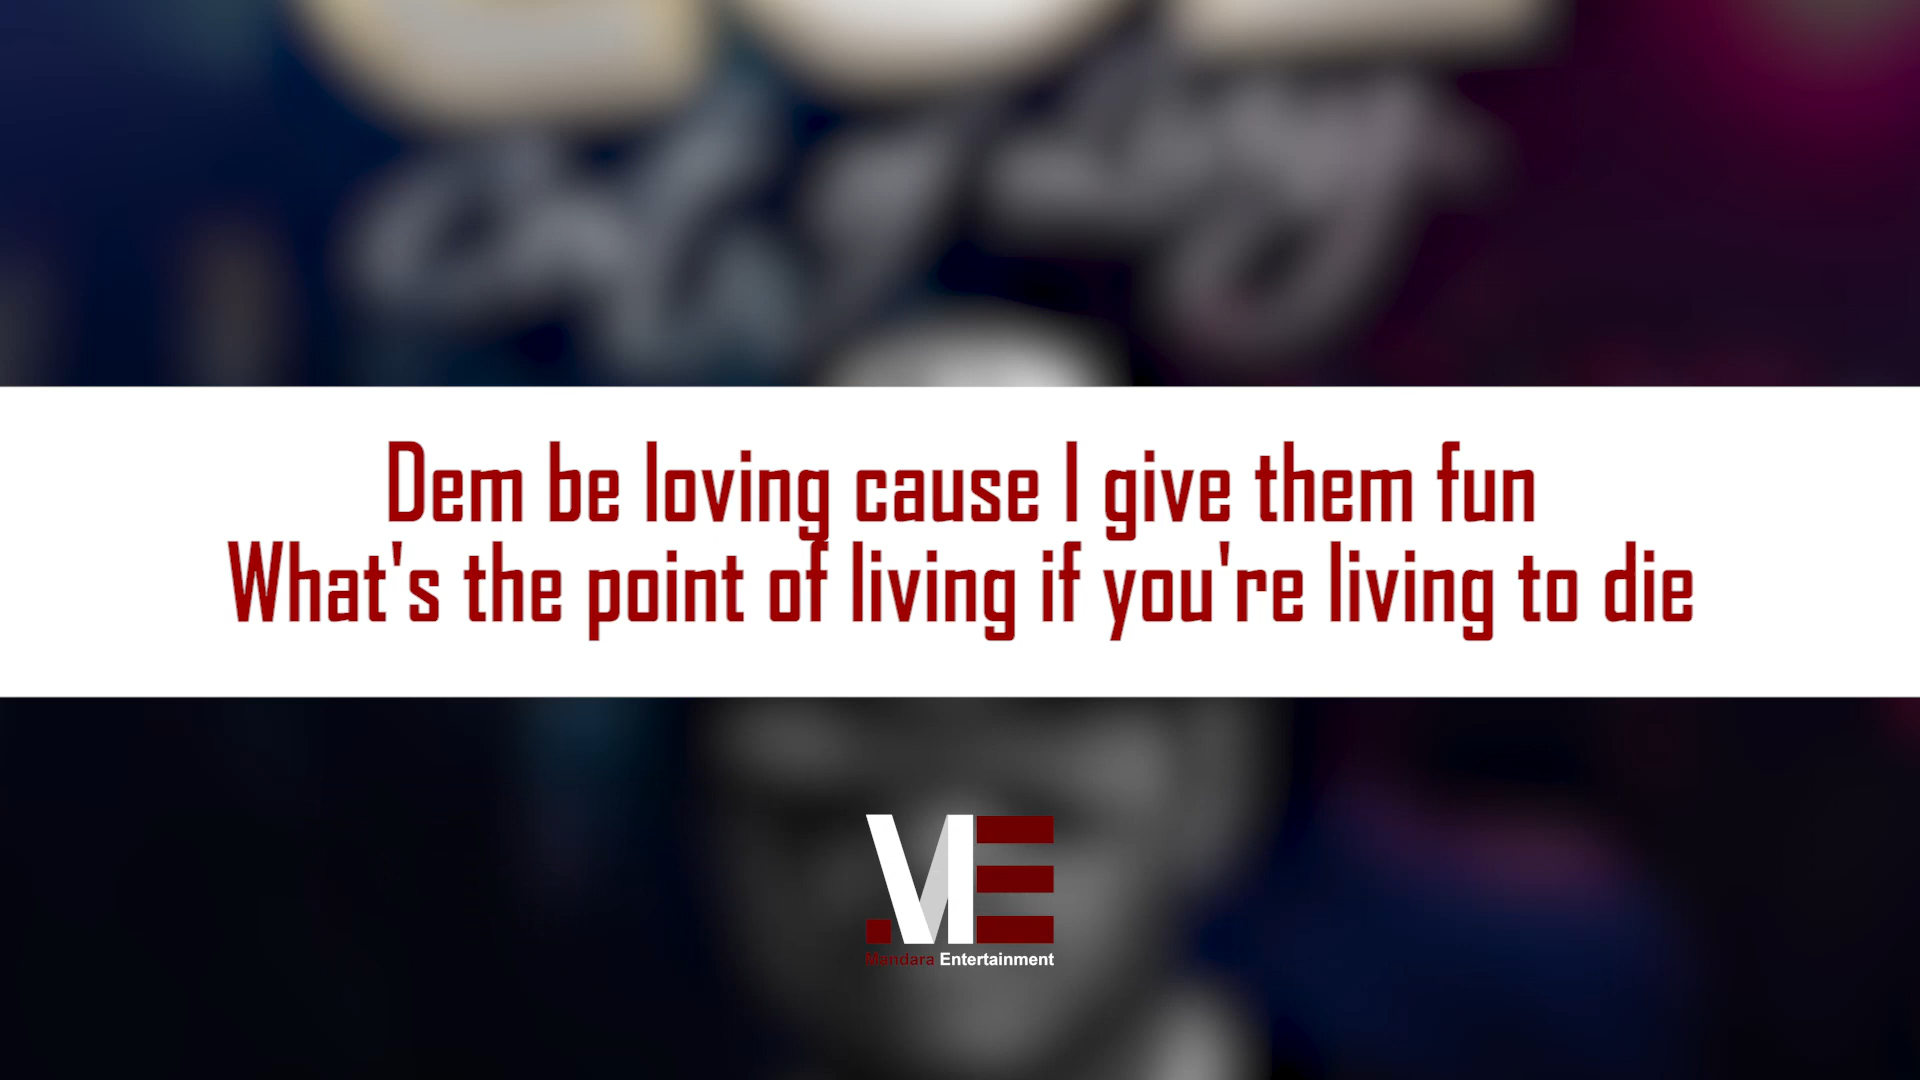 Dem be loving cause I give them fun
What's the point of living if you're living to die
ME
Mandara Entertainment